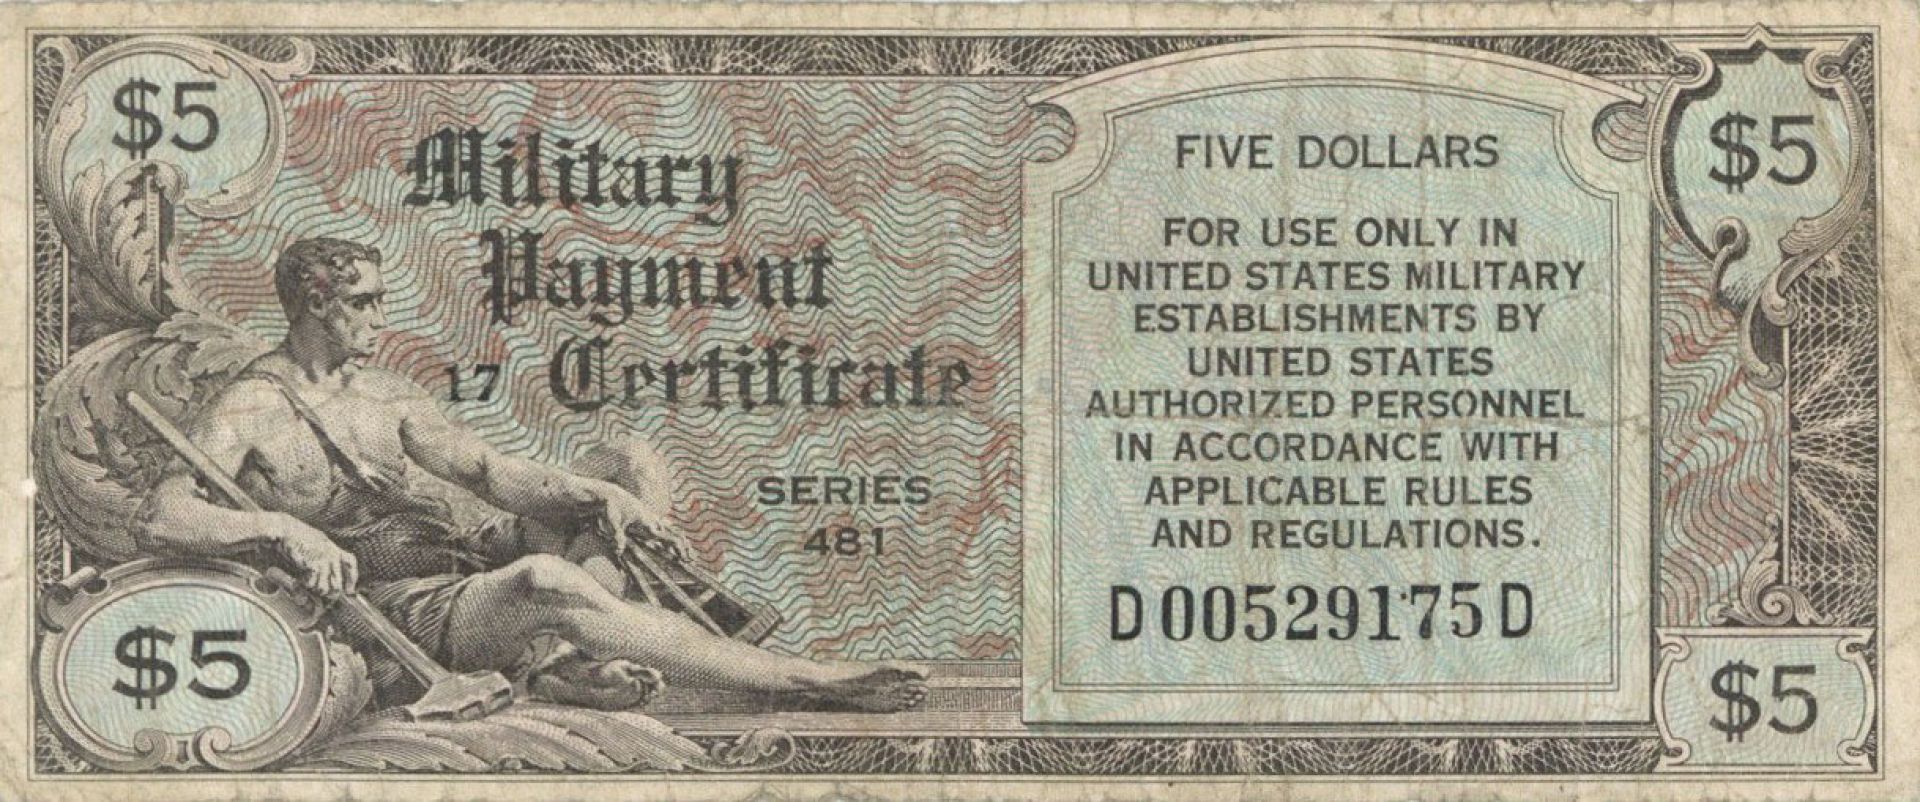 $5
Military
Payment
17 Certificate
SERIES
481
$5
FIVE DOLLARS
FOR USE ONLY IN
UNITED STATES MILITARY
ESTABLISHMENTS BY
UNITED STATES
AUTHORIZED PERSONNEL
IN ACCORDANCE WITH
APPLICABLE RULES
AND REGULATIONS.
D00529175D
$5
$5